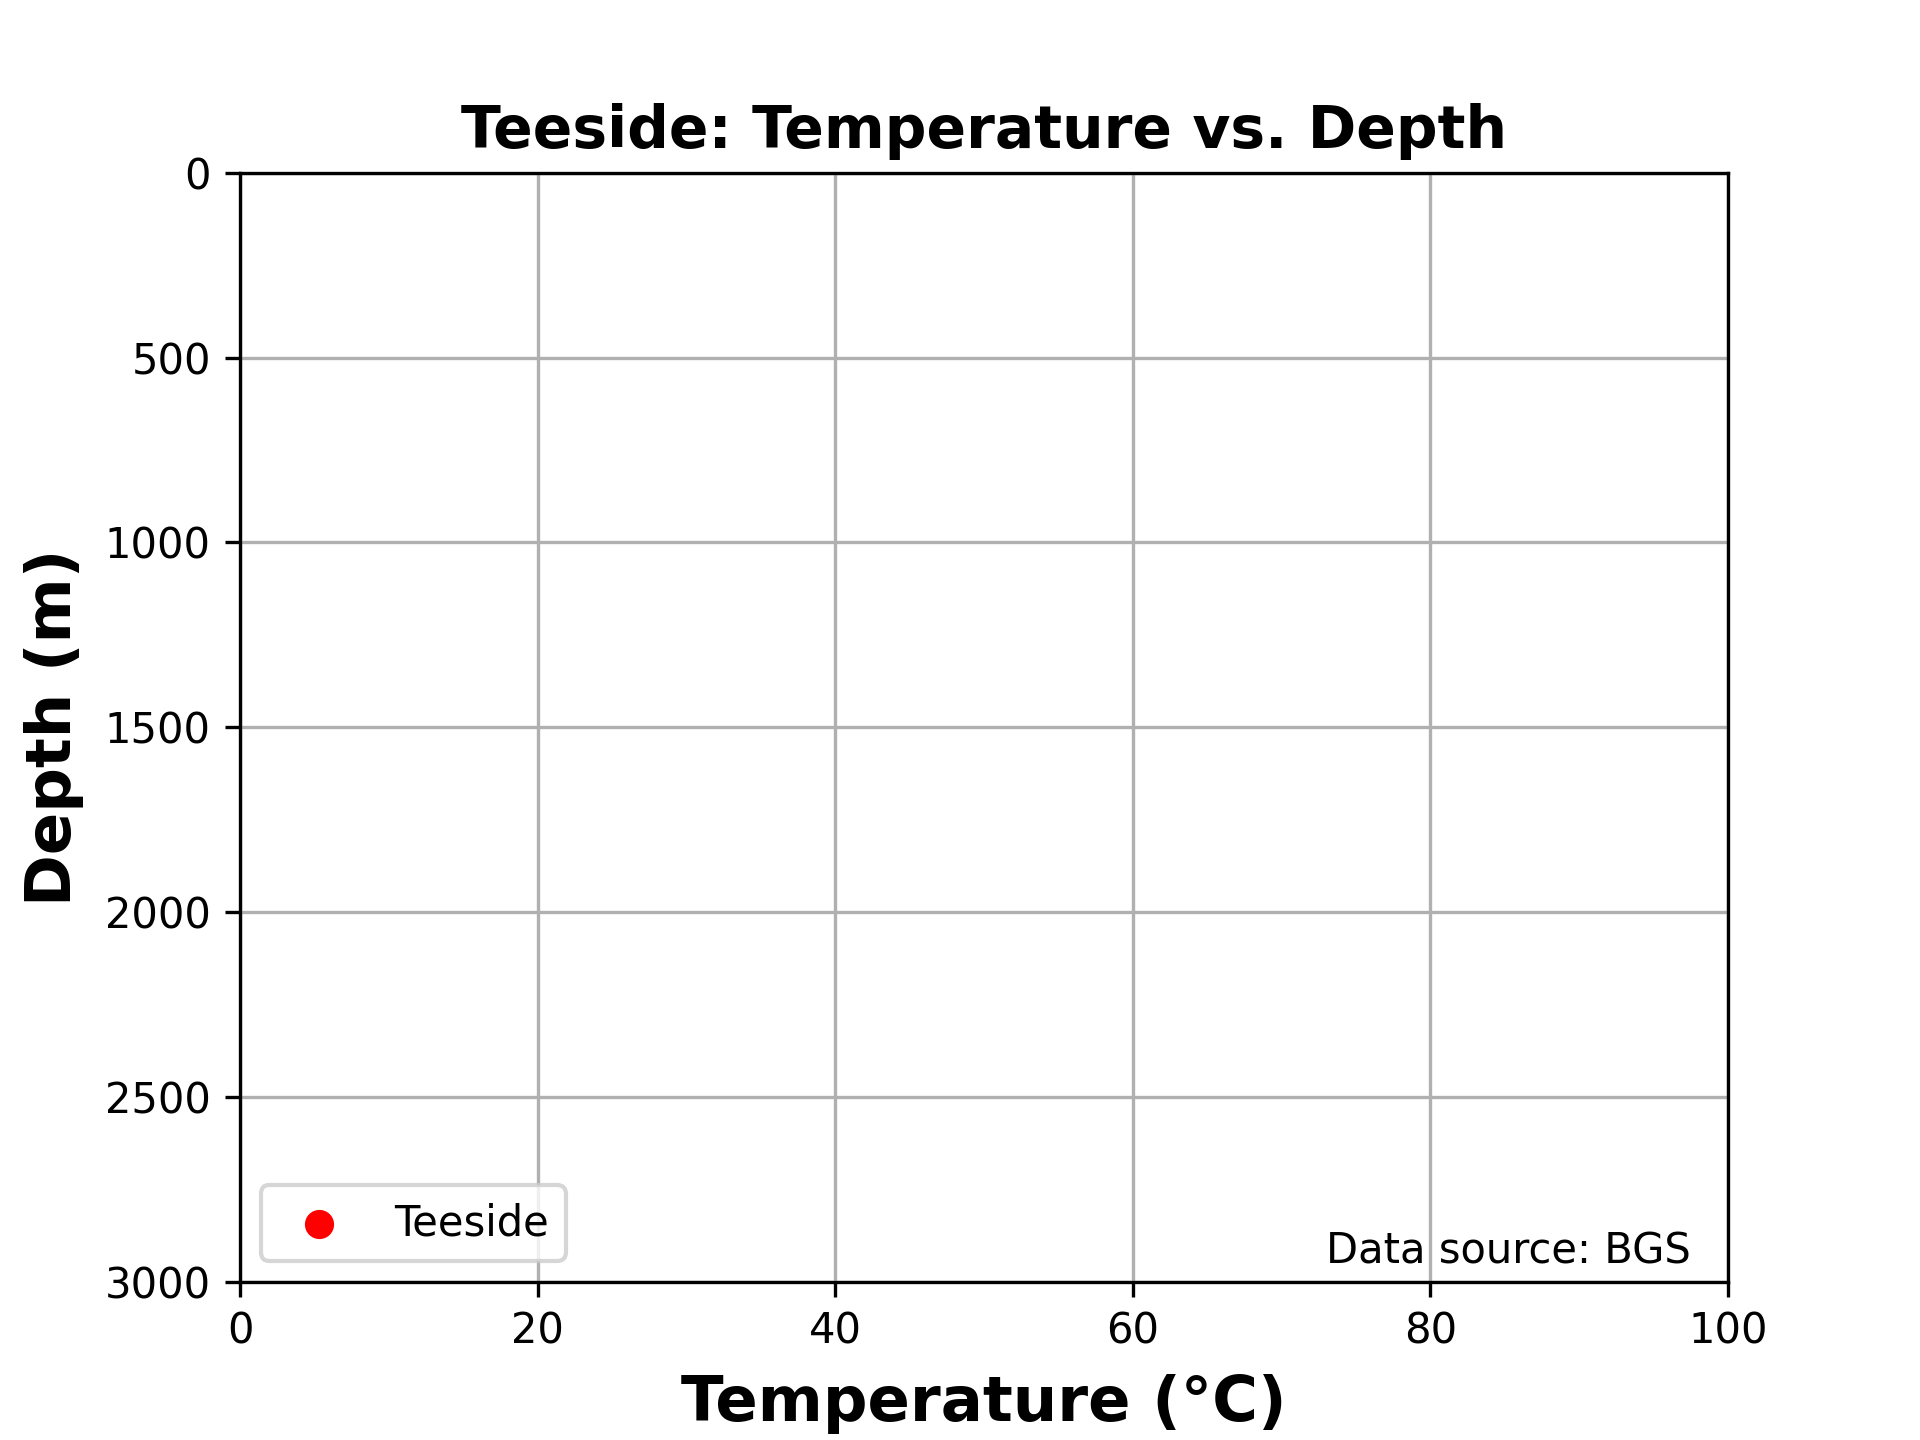 Teeside: Temperature vs. Depth
0
500
1000
1500
2000
2500
3000
Depth (m)
Teeside
Data source: BGS
0 20 40 60 80 100
Temperature (°C)